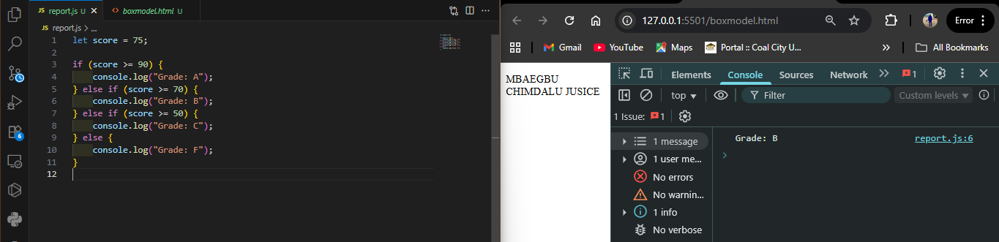 JS report.js U
<> boxmodel.html U
JS report.js > ...
1 let score = 75;
2
3 if (score >= 90) {
4 console.log("Grade: A");
5 } else if (score >= 70) {
6 console.log("Grade: B");
7 } else if (score >= 50) {
8 console.log("Grade: C");
9 } else {
10 console.log("Grade: F");
11 }
12
6
127.0.0.1:5501/boxmodel.html
Error
Gmail
YouTube
Maps
Portal :: Coal City U...
»
All Bookmarks
MBAEGBU
CHIMDALU JUSICE
Elements Console Sources Network » 1
top Filter Custom levels
1 Issue: 1
1 message
1 user me...
No errors
No warnin...
1 info
No verbose
Grade: B report.js:6
>